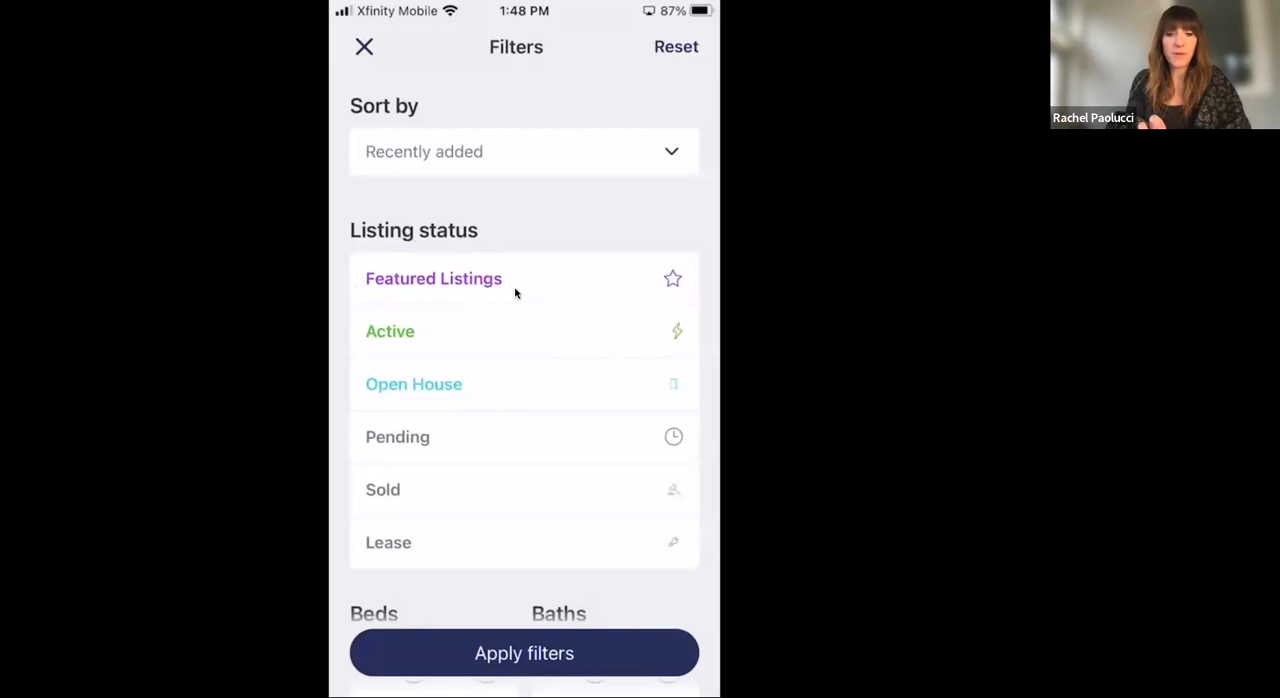 Xfinity Mobile
1:48 PM
87%
Filters
Reset
Sort by
Recently added
Listing status
Featured Listings
Active
Open House
Pending
Sold
Lease
Beds
Baths
Apply filters
Rachel Paolucci